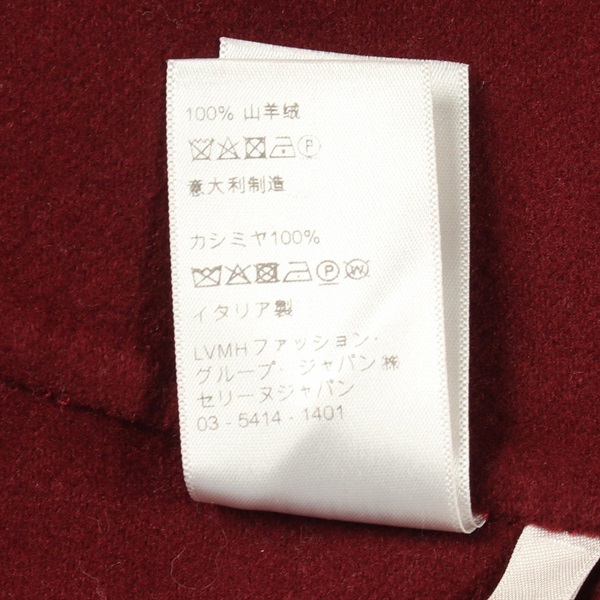 100% 山羊绒
P
意大利制造
カシミヤ100%
P W
イタリア製
LVMHファッション・
グループ・ジャパン㈱
セリーヌジャパン
03 - 5414 - 1401